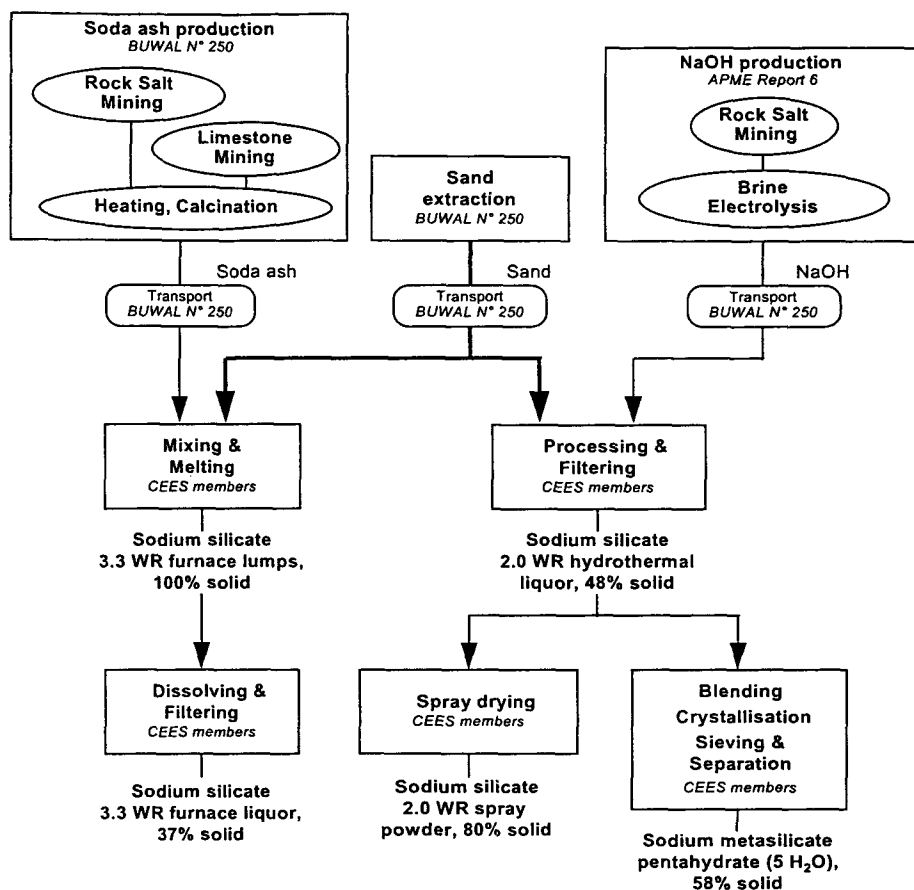 Soda ash production
BUWAL N° 250
Rock Salt
Mining
Limestone
Mining
Heating, Calcination
Sand
extraction
BUWAL N° 250
NaOH production
APME Report 6
Rock Salt
Mining
Brine
Electrolysis
Soda ash
Sand
NaOH
Transport
BUWAL N° 250
Transport
BUWAL N° 250
Transport
BUWAL N° 250
Mixing &
Melting
CEES members
Processing &
Filtering
CEES members
Sodium silicate
3.3 WR furnace lumps,
100% solid
Sodium silicate
2.0 WR hydrothermal
liquor, 48% solid
Dissolving &
Filtering
CEES members
Spray drying
CEES members
Blending
Crystallisation
Sieving &
Separation
CEES members
Sodium silicate
3.3 WR furnace liquor,
37% solid
Sodium silicate
2.0 WR spray
powder, 80% solid
Sodium metasilicate
pentahydrate (5 H₂O),
58% solid